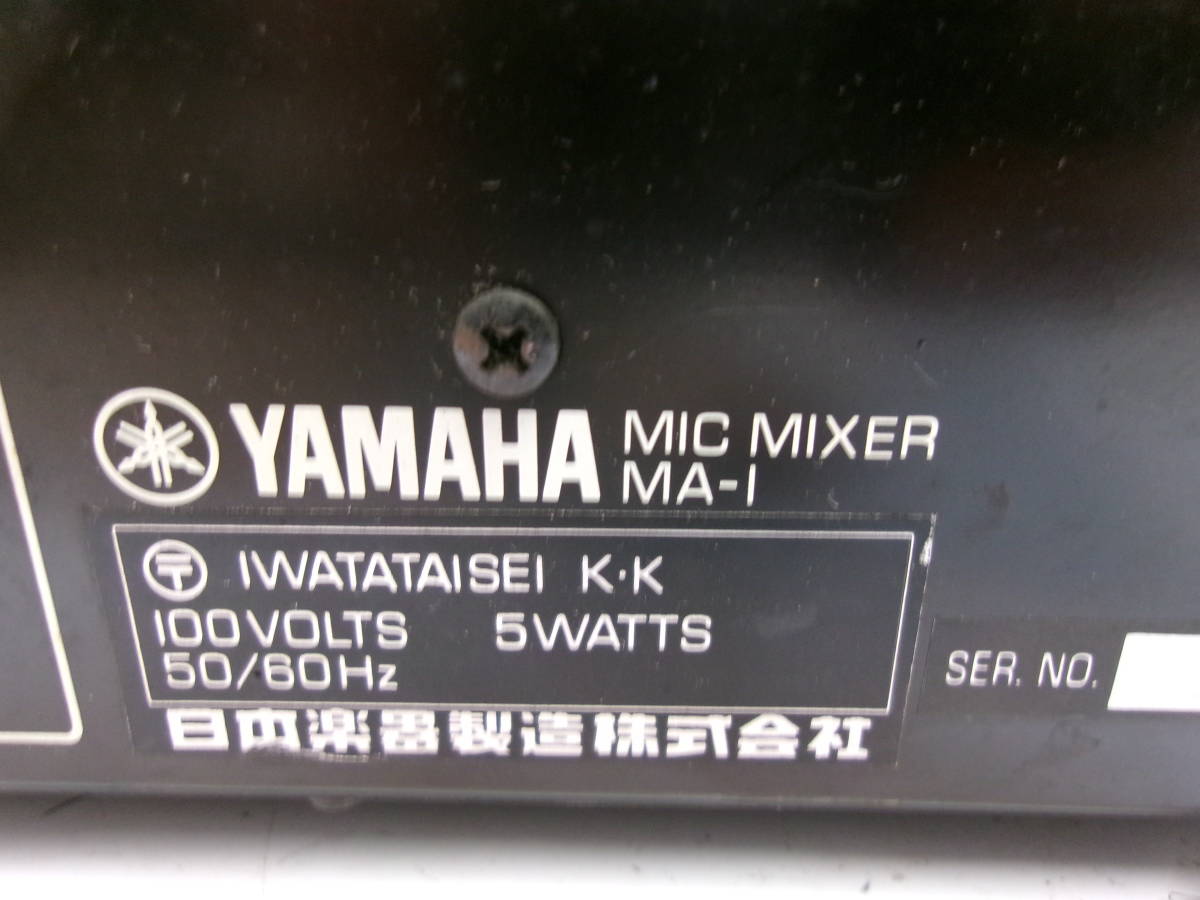 YAMAHA MIC MIXER
MA-1
〒 IWATATAISEI K·K
100VOLTS 5WATTS
50/60Hz
日本楽器製造株式会社
SER. NO.